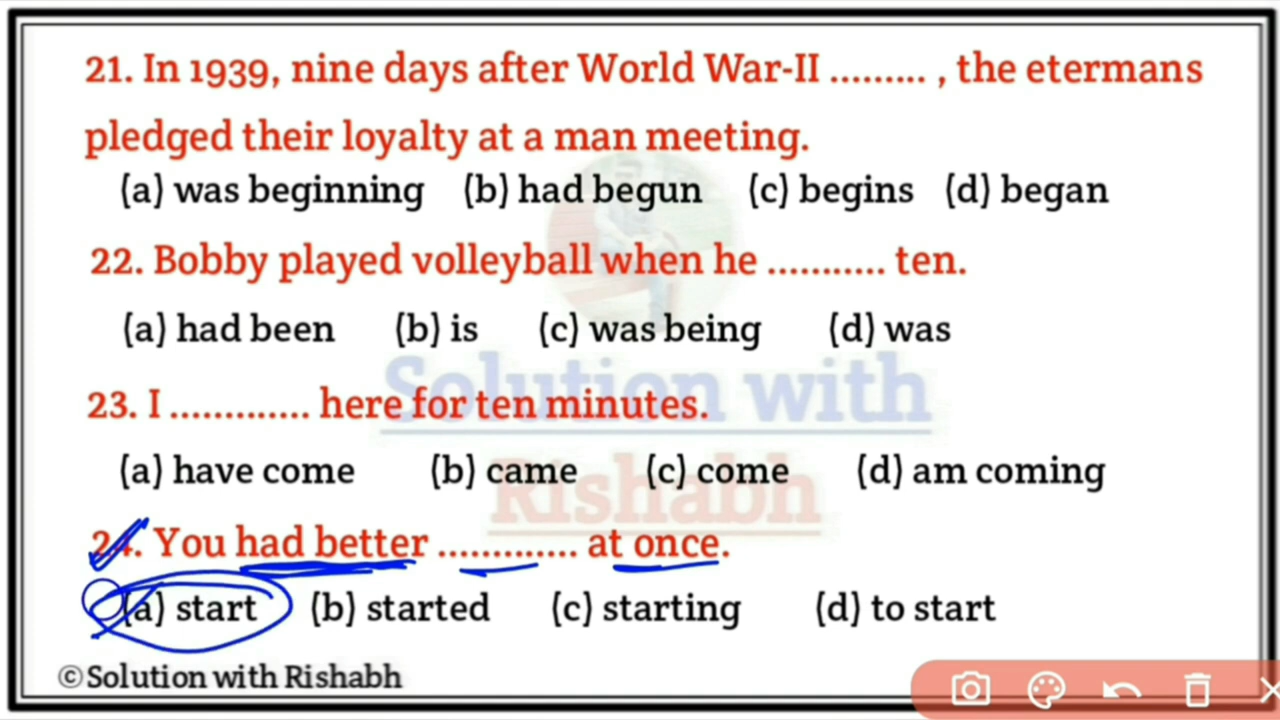 21. In 1939, nine days after World War-II ......... , the etermans
pledged their loyalty at a man meeting.
(a) was beginning (b) had begun (c) begins (d) began
22. Bobby played volleyball when he ........... ten.
(a) had been (b) is (c) was being (d) was
Solution with
23. I ............. here for ten minutes.
(a) have come (b) came (c) come (d) am coming
Rishabh
24. You had better ............. at once.
(a) start (b) started (c) starting (d) to start
©Solution with Rishabh